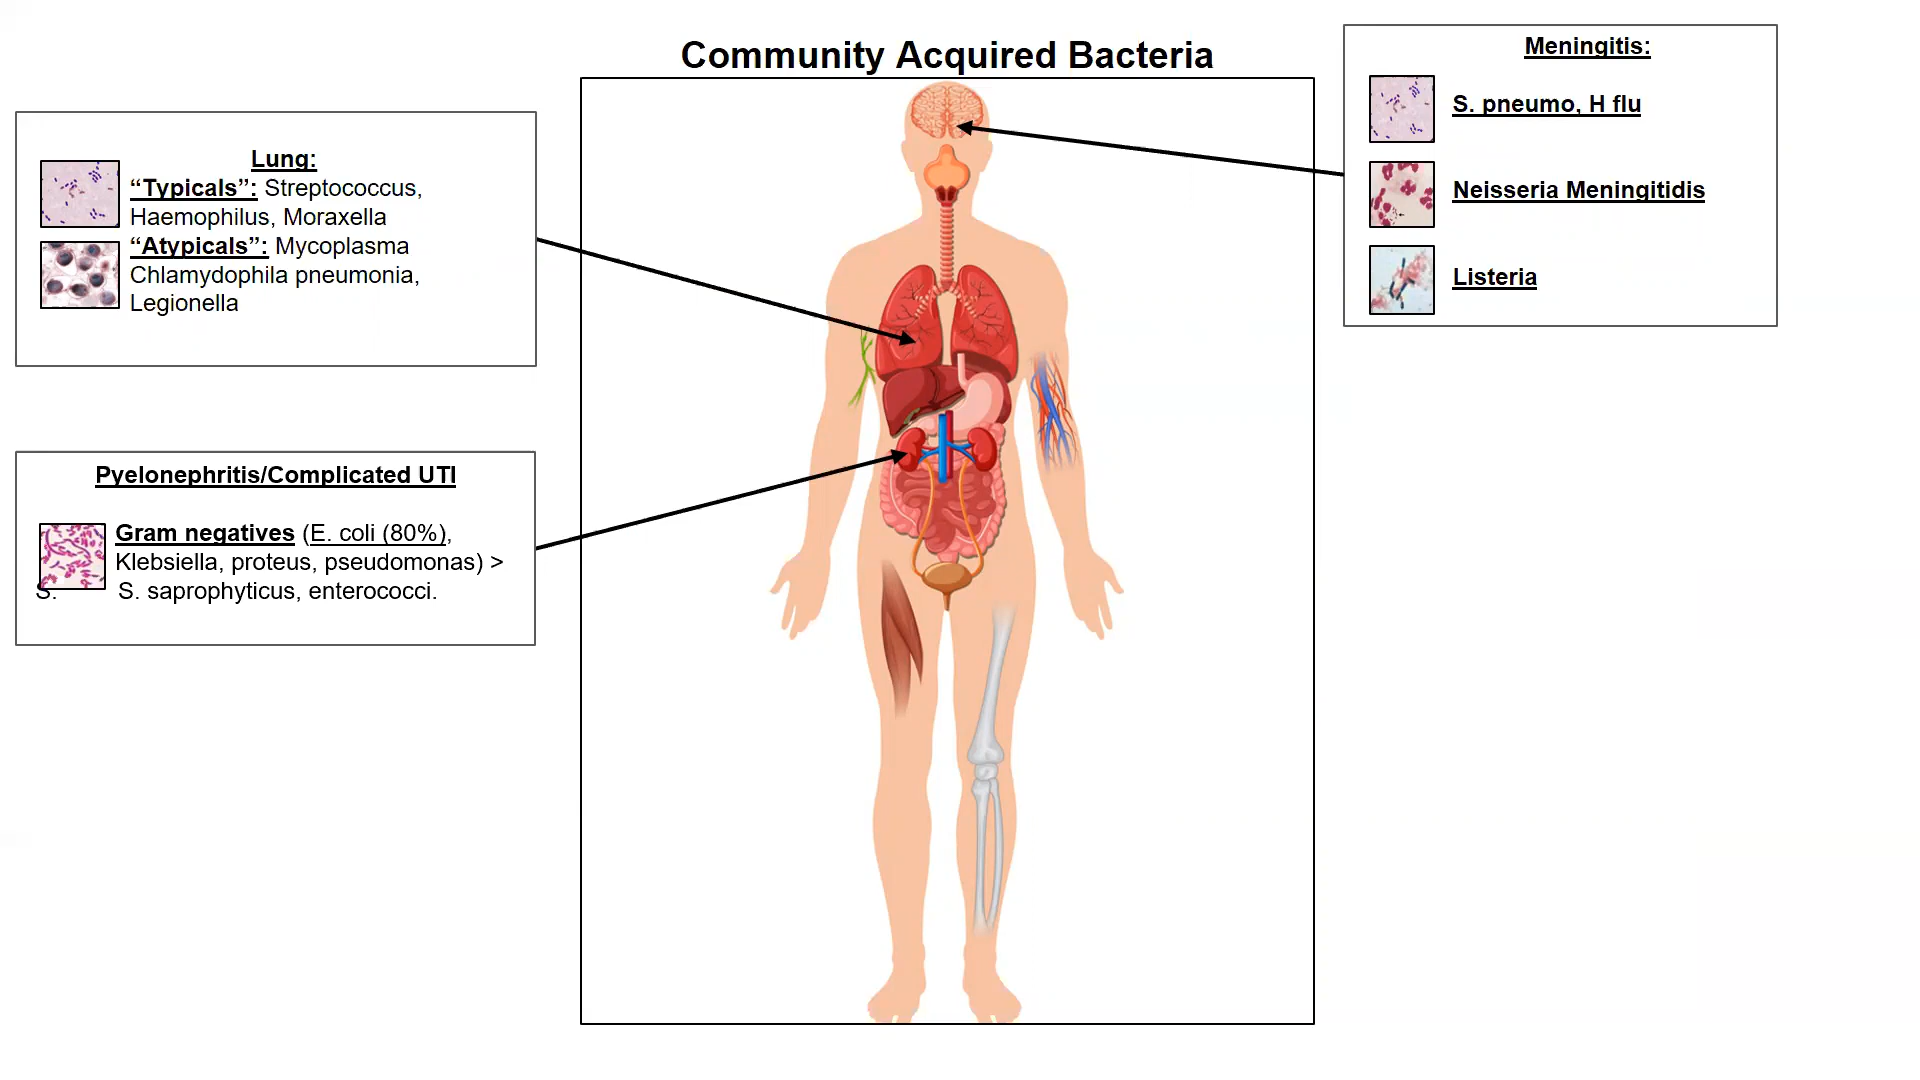 Community Acquired Bacteria
Lung:
“Typicals”: Streptococcus,
Haemophilus, Moraxella
“Atypicals”: Mycoplasma
Chlamydophila pneumonia,
Legionella
Pyelonephritis/Complicated UTI
Gram negatives (E. coli (80%),
Klebsiella, proteus, pseudomonas) >
S. S. saprophyticus, enterococci.
Meningitis:
S. pneumo, H flu
Neisseria Meningitidis
Listeria